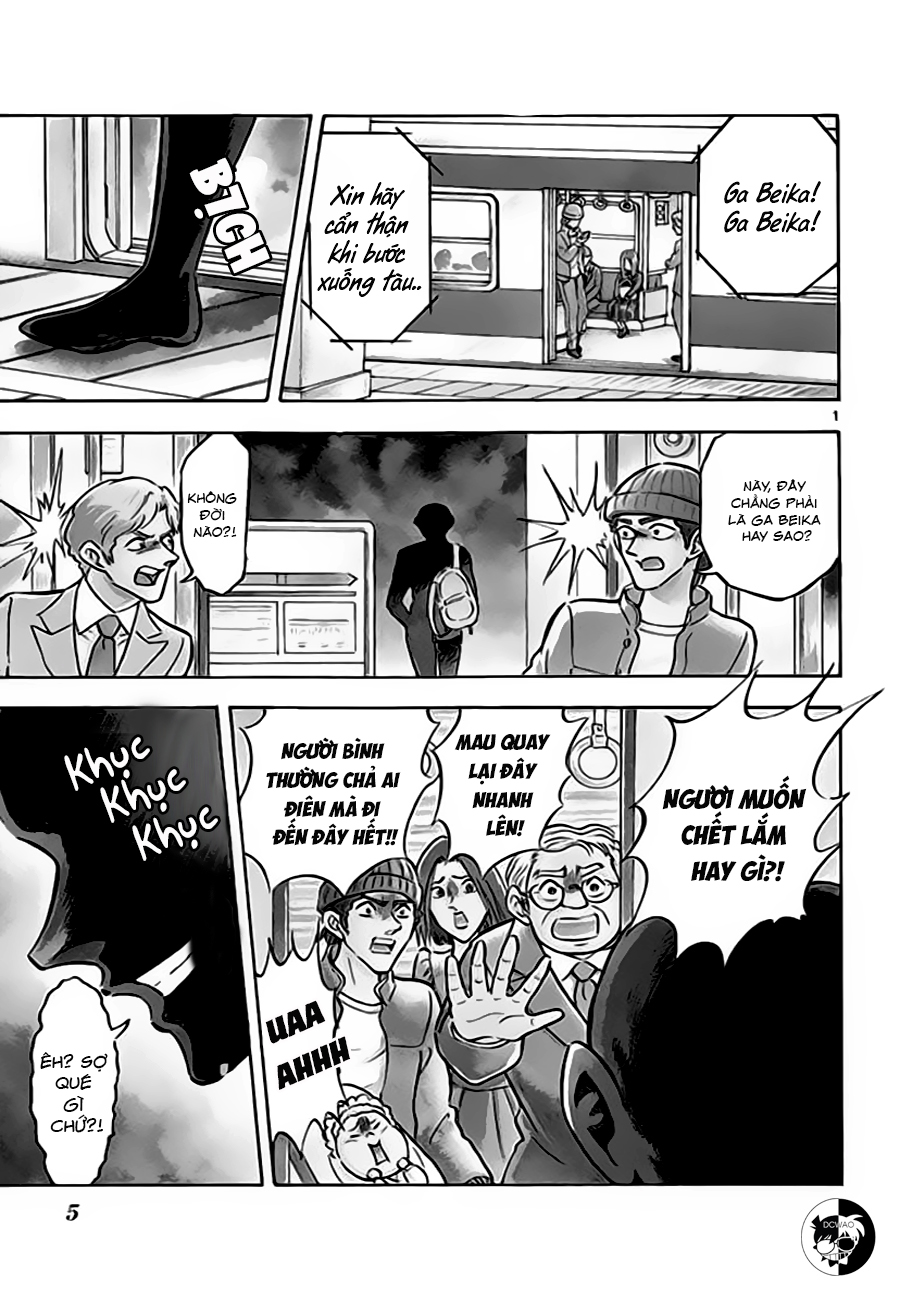 Ga Beika!
Ga Beika!
Xin hãy
cẩn thận
khi bước
xuống tàu..
BỊCH
1
NÀY, ĐÂY
CHẲNG PHẢI
LÀ GA BEIKA
HAY SAO?
KHÔNG
ĐỜI
NÀO?!
NGƯƠI MUỐN
CHẾT LẮM
HAY GÌ?!
MAU QUAY
LẠI ĐÂY
NHANH
LÊN!
NGƯỜI BÌNH
THƯỜNG CHẢ AI
ĐIÊN MÀ ĐI
ĐẾN ĐÂY HẾT!!
UAA
AHHH
Khục
Khục
Khục
ÊH? SỢ
QUÉ
GÌ
CHỨ?!
5
DCWAO